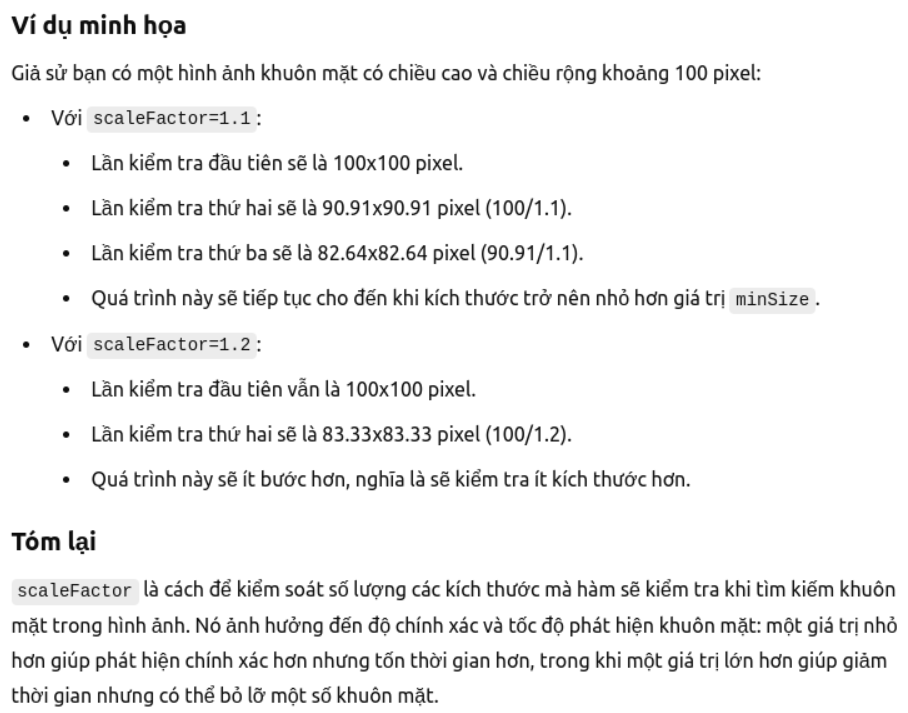 Ví dụ minh họa
Giả sử bạn có một hình ảnh khuôn mặt có chiều cao và chiều rộng khoảng 100 pixel:
• Với scaleFactor=1.1:
• Lần kiểm tra đầu tiên sẽ là 100x100 pixel.
• Lần kiểm tra thứ hai sẽ là 90.91x90.91 pixel (100/1.1).
• Lần kiểm tra thứ ba sẽ là 82.64x82.64 pixel (90.91/1.1).
• Quá trình này sẽ tiếp tục cho đến khi kích thước trở nên nhỏ hơn giá trị minSize.
• Với scaleFactor=1.2:
• Lần kiểm tra đầu tiên vẫn là 100x100 pixel.
• Lần kiểm tra thứ hai sẽ là 83.33x83.33 pixel (100/1.2).
• Quá trình này sẽ ít bước hơn, nghĩa là sẽ kiểm tra ít kích thước hơn.
Tóm lại
scaleFactor là cách để kiểm soát số lượng các kích thước mà hàm sẽ kiểm tra khi tìm kiếm khuôn
mặt trong hình ảnh. Nó ảnh hưởng đến độ chính xác và tốc độ phát hiện khuôn mặt: một giá trị nhỏ
hơn giúp phát hiện chính xác hơn nhưng tốn thời gian hơn, trong khi một giá trị lớn hơn giúp giảm
thời gian nhưng có thể bỏ lỡ một số khuôn mặt.